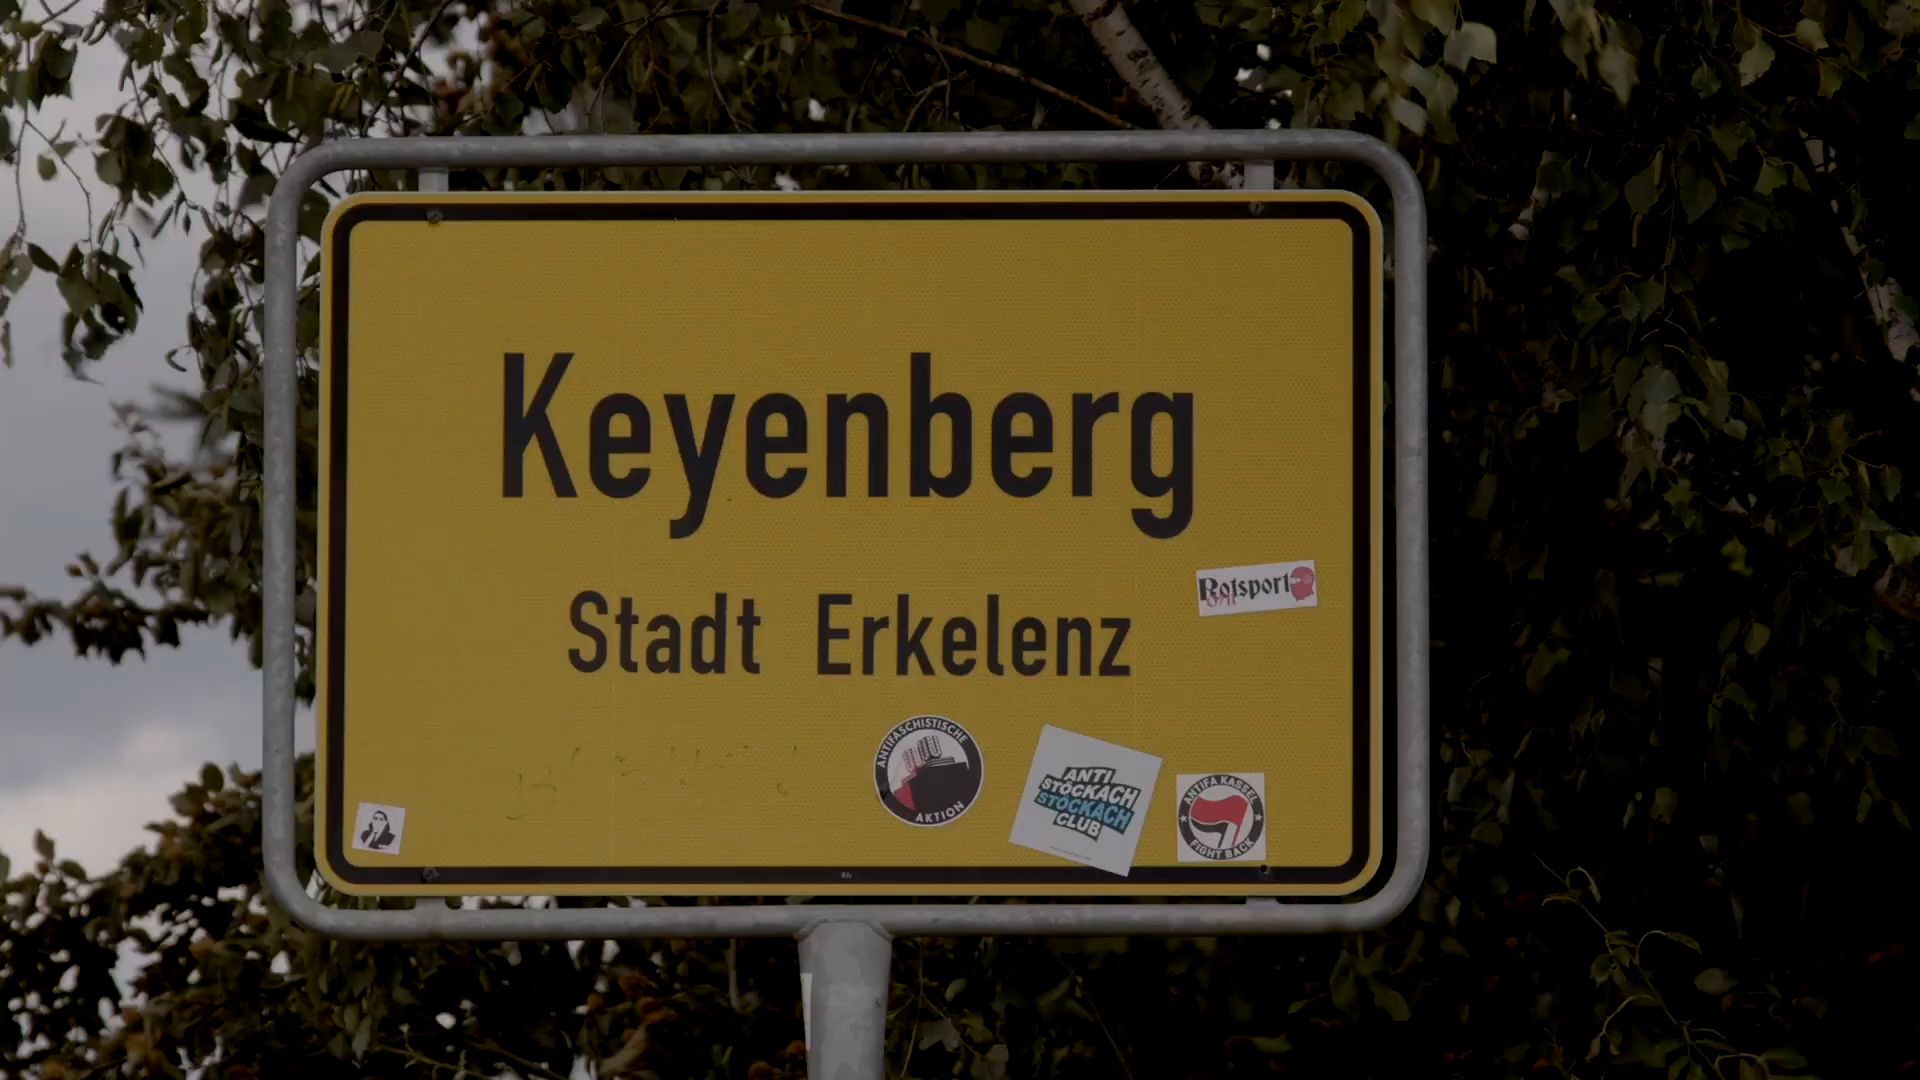 Keyenberg
Stadt Erkelenz
Rotsport
ANTIFASCHISTISCHE
AKTION
ANTI
STÖCKACH
STÖCKACH
CLUB
ANTIFA KASSEL
FIGHT BACK